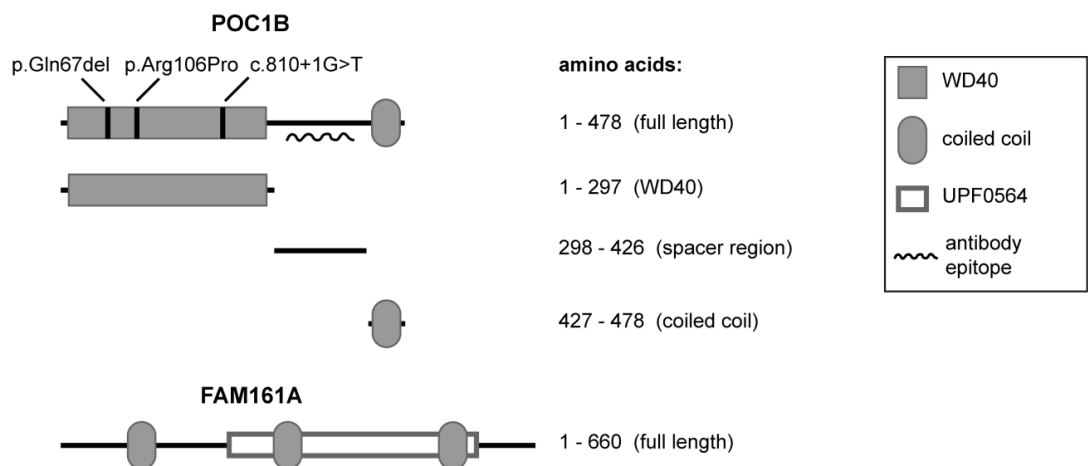 POC1B
p.Gln67del p.Arg106Pro c.810+1G>T
amino acids:
1 - 478 (full length)
1 - 297 (WD40)
298 - 426 (spacer region)
427 - 478 (coiled coil)
FAM161A
1 - 660 (full length)
WD40
coiled coil
UPF0564
antibody
epitope